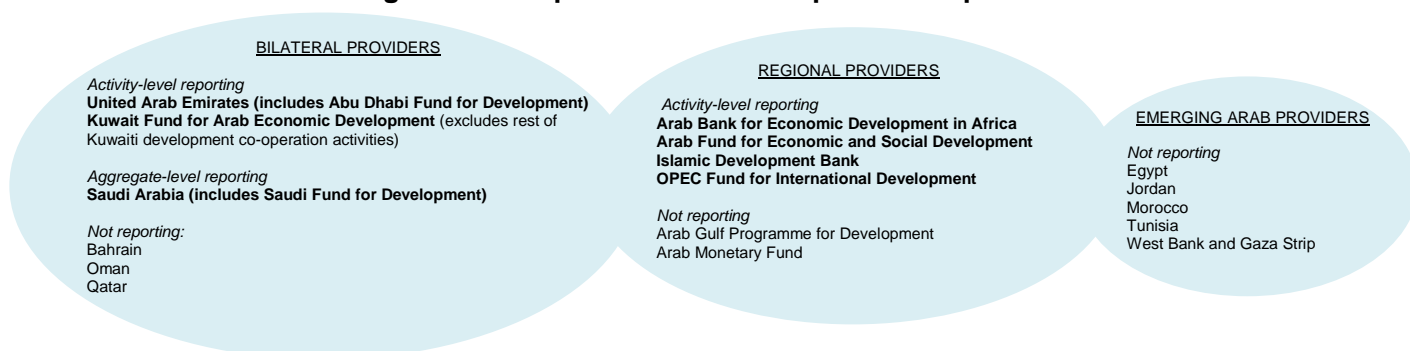 BILATERAL PROVIDERS
Activity-level reporting
United Arab Emirates (includes Abu Dhabi Fund for Development)
Kuwait Fund for Arab Economic Development (excludes rest of
Kuwaiti development co-operation activities)
Aggregate-level reporting
Saudi Arabia (includes Saudi Fund for Development)
Not reporting:
Bahrain
Oman
Qatar
REGIONAL PROVIDERS
Activity-level reporting
Arab Bank for Economic Development in Africa
Arab Fund for Economic and Social Development
Islamic Development Bank
OPEC Fund for International Development
Not reporting
Arab Gulf Programme for Development
Arab Monetary Fund
EMERGING ARAB PROVIDERS
Not reporting
Egypt
Jordan
Morocco
Tunisia
West Bank and Gaza Strip